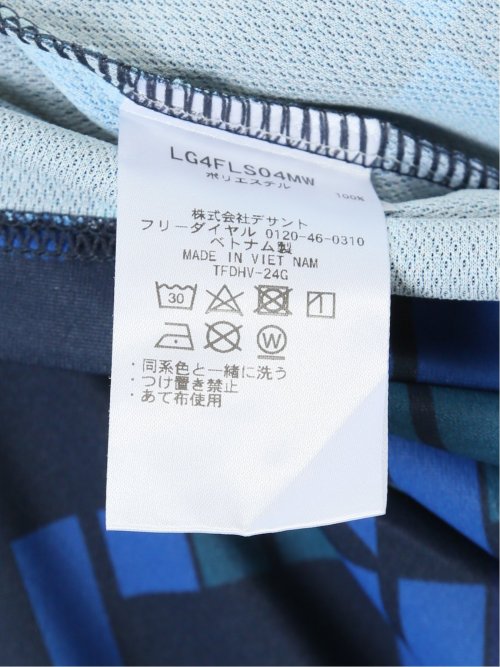 LG4FLS04MW
ポリエステル 100%
株式会社デサント
フリーダイヤル 0120-46-0310
ベトナム製
MADE IN VIET NAM
TFDHV-24G
30
W
・同系色と一緒に洗う
・つけ置き禁止
・あて布使用